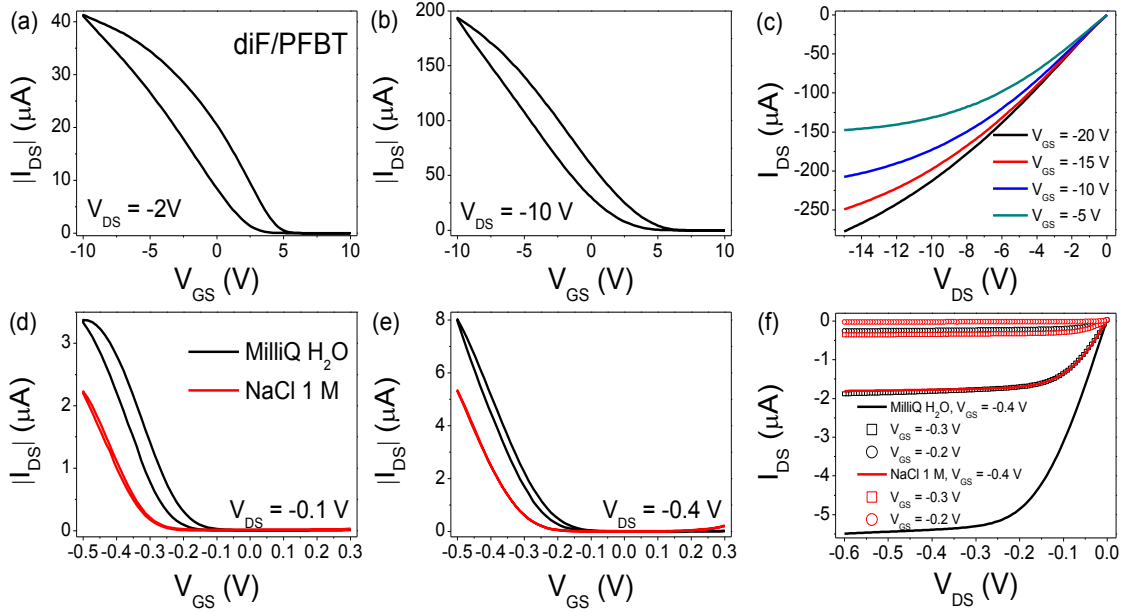 (a)
diF/PFBT
|I_DS| (μA)
40
30
20
10
0
V_DS = -2V
-10
-5
0
5
10
V_GS (V)
(b)
|I_DS| (μA)
200
150
100
50
0
V_DS = -10 V
-10
-5
0
5
10
V_GS (V)
(c)
I_DS (μA)
0
-50
-100
-150
-200
-250
V_GS = -20 V
V_GS = -15 V
V_GS = -10 V
V_GS = -5 V
-14
-12
-10
-8
-6
-4
-2
0
V_DS (V)
(d)
|I_DS| (μA)
3
2
1
0
MilliQ H₂O
NaCl 1 M
V_DS = -0.1 V
-0.5
-0.4
-0.3
-0.2
-0.1
0.0
0.1
0.2
0.3
V_GS (V)
(e)
|I_DS| (μA)
8
6
4
2
0
V_DS = -0.4 V
-0.5
-0.4
-0.3
-0.2
-0.1
0.0
0.1
0.2
0.3
V_GS (V)
(f)
I_DS (μA)
0
-1
-2
-3
-4
-5
MilliQ H₂O, V_GS = -0.4 V
V_GS = -0.3 V
V_GS = -0.2 V
NaCl 1 M, V_GS = -0.4 V
V_GS = -0.3 V
V_GS = -0.2 V
-0.6
-0.5
-0.4
-0.3
-0.2
-0.1
0.0
V_DS (V)